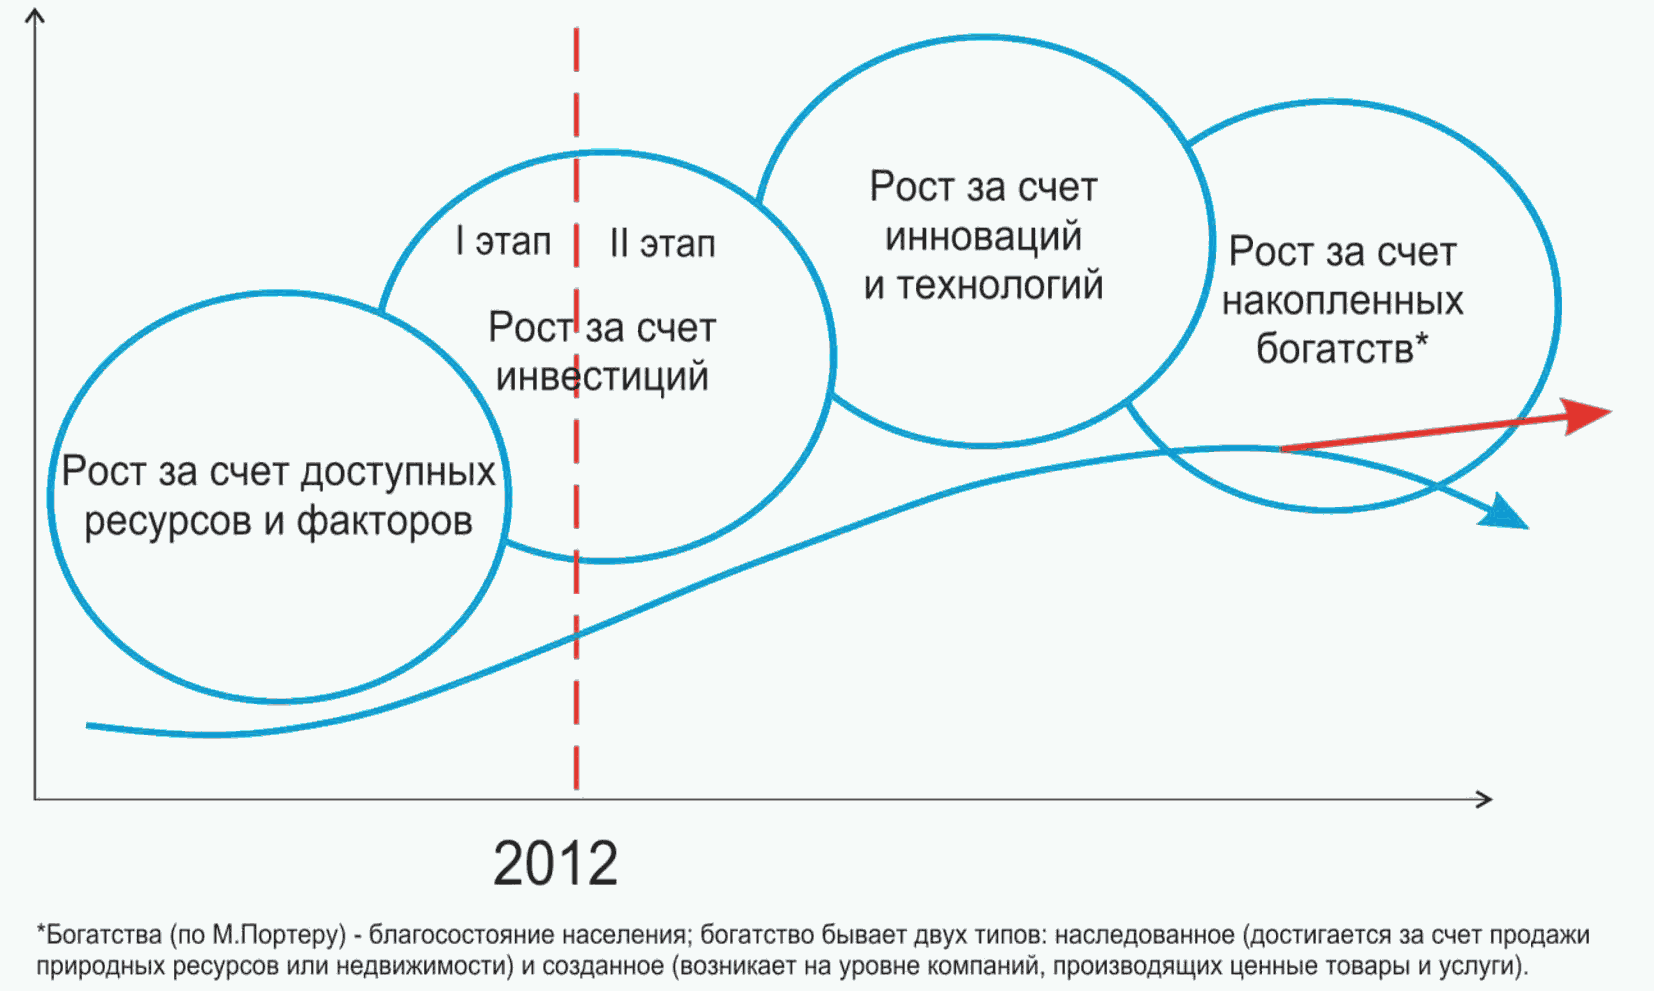 Рост за счет доступных
ресурсов и факторов
I этап
II этап
Рост за счет
инвестиций
Рост за счет
инноваций
и технологий
Рост за счет
накопленных
богатств*
2012
*Богатства (по М.Портеру) - благосостояние населения; богатство бывает двух типов: наследованное (достигается за счет продажи
природных ресурсов или недвижимости) и созданное (возникает на уровне компаний, производящих ценные товары и услуги).